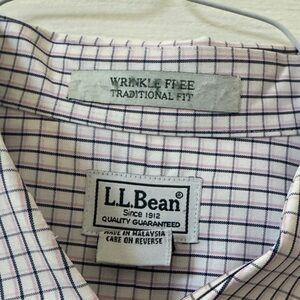 WRINKLE FREE
TRADITIONAL FIT
L.L.Bean®
Since 1912
QUALITY GUARANTEED
MADE IN MALAYSIA
CARE ON REVERSE